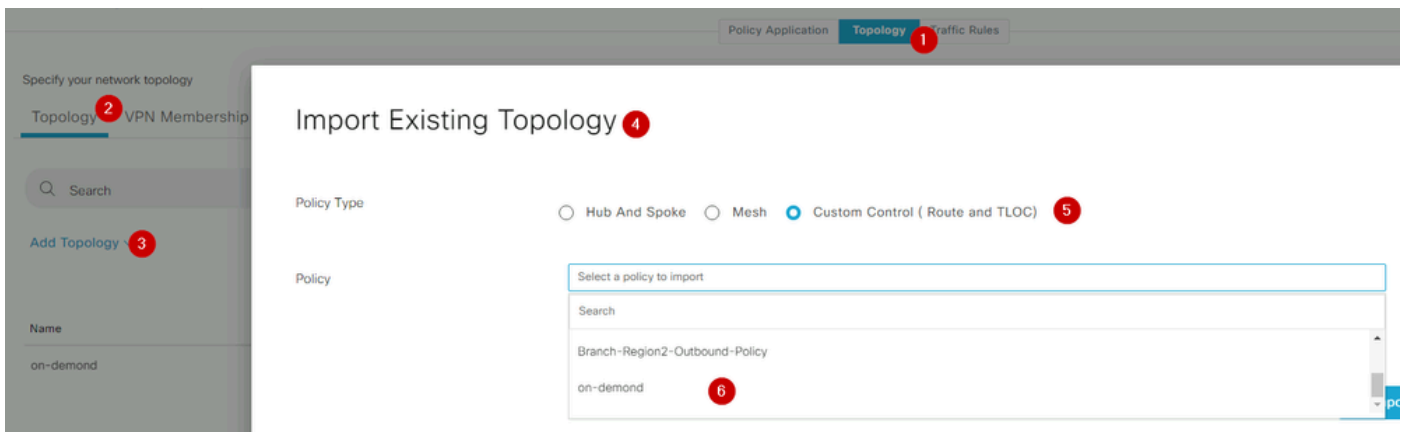 Policy Application Topology 1 Traffic Rules
Specify your network topology
Topology 2 VPN Membership
Import Existing Topology 4
Search
Policy Type
Hub And Spoke Mesh Custom Control ( Route and TLOC) 5
Add Topology 3
Policy
Select a policy to import
Search
Name
Branch-Region2-Outbound-Policy
on-demond
on-demond 6